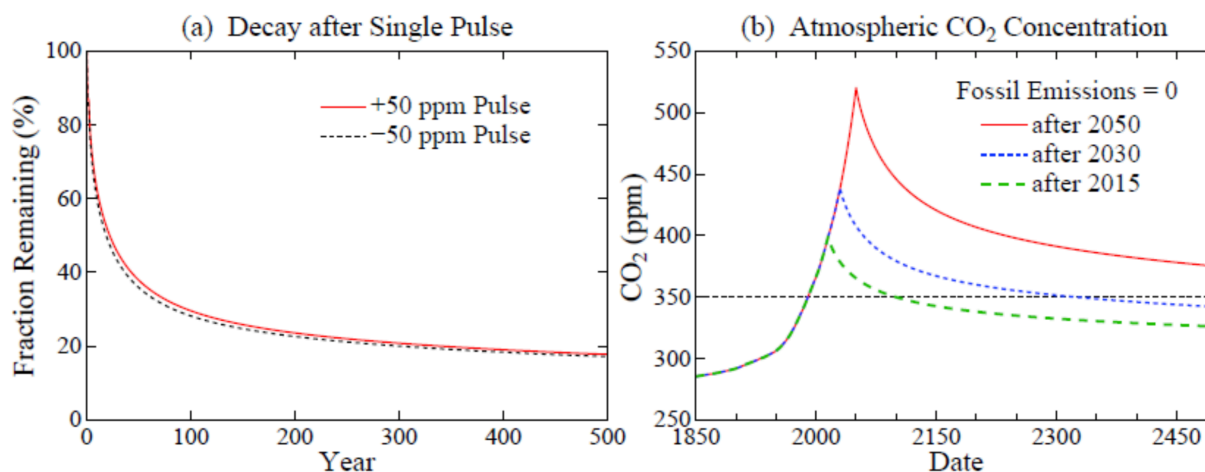 (a) Decay after Single Pulse
100
80
60
40
20
0
Fraction Remaining (%)
+50 ppm Pulse
−50 ppm Pulse
0 100 200 300 400 500
Year
(b) Atmospheric CO₂ Concentration
550
500
450
400
350
300
250
CO₂ (ppm)
Fossil Emissions = 0
after 2050
after 2030
after 2015
1850 2000 2150 2300 2450
Date